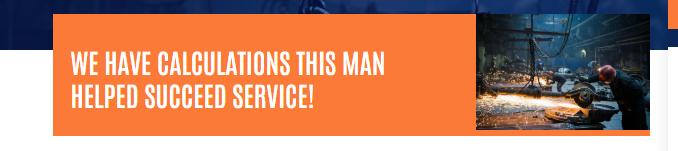 WE HAVE CALCULATIONS THIS MAN
HELPED SUCCEED SERVICE!